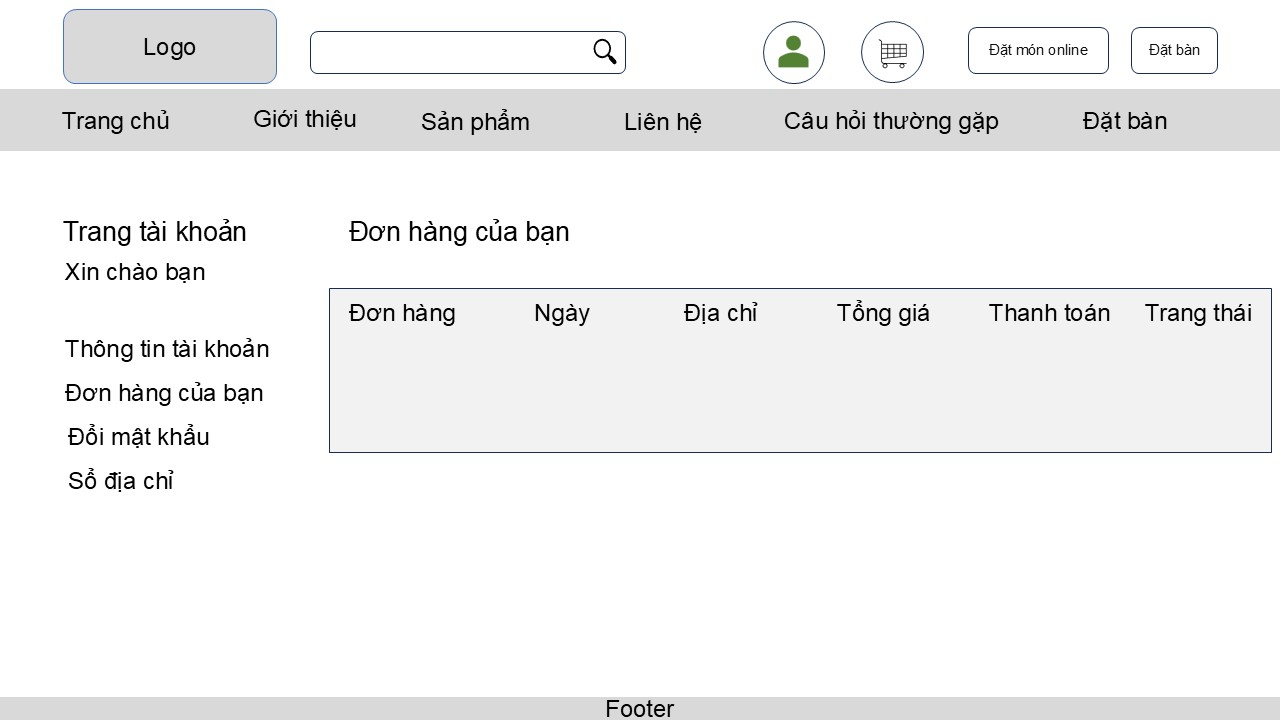 Logo
Đặt món online
Đặt bàn
Trang chủ
Giới thiệu
Sản phẩm
Liên hệ
Câu hỏi thường gặp
Đặt bàn
Trang tài khoản
Xin chào bạn
Thông tin tài khoản
Đơn hàng của bạn
Đổi mật khẩu
Sổ địa chỉ
Đơn hàng của bạn
Đơn hàng
Ngày
Địa chỉ
Tổng giá
Thanh toán
Trang thái
Footer